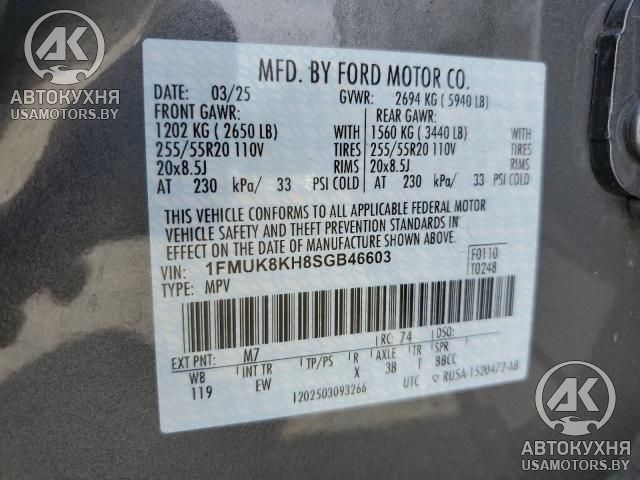 AK
АВТОКУХНЯ
USAMOTORS.BY
MFD. BY FORD MOTOR CO.
DATE: 03/25 GVWR: 2694 KG ( 5940 LB)
FRONT GAWR: REAR GAWR:
1202 KG ( 2650 LB) WITH 1560 KG ( 3440 LB) WITH
255/55R20 110V TIRES 255/55R20 110V TIRES
20x8.5J RIMS 20x8.5J RIMS
AT 230 kPa/ 33 PSI COLD AT 230 kPa/ 33 PSI COLD
THIS VEHICLE CONFORMS TO ALL APPLICABLE FEDERAL MOTOR
VEHICLE SAFETY AND THEFT PREVENTION STANDARDS IN
EFFECT ON THE DATE OF MANUFACTURE SHOWN ABOVE.
VIN: 1FMUK8KH8SGB46603 F0110
TYPE: MPV T0248
RC: 74 DSO:
EXT PNT: M7
WB INT TR TP/PS R AXLE TR SPR
119 EW X 3B T BBCC
1202503093266 UTC ▽ RU5A-1520472-AB
AK
АВТОКУХНЯ
USAMOTORS.BY